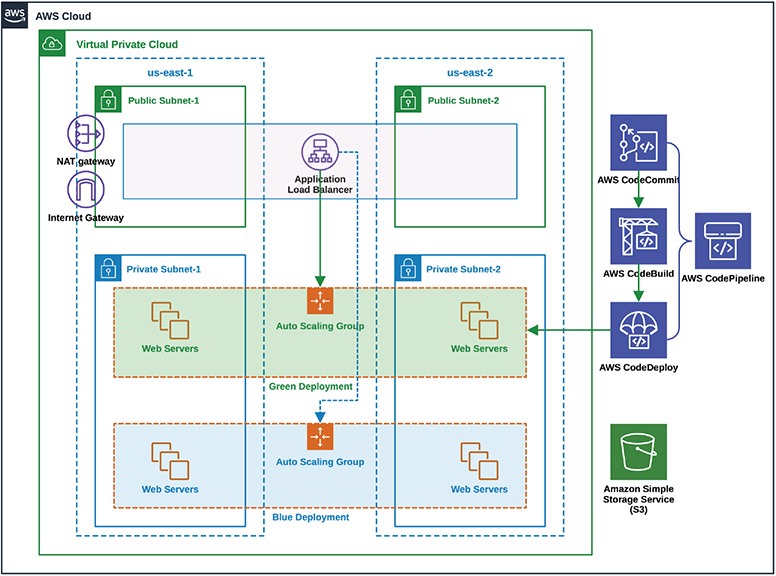 aws
AWS Cloud
Virtual Private Cloud
us-east-1
us-east-2
Public Subnet-1
Public Subnet-2
NAT gateway
Internet Gateway
Application
Load Balancer
Private Subnet-1
Private Subnet-2
Web Servers
Auto Scaling Group
Web Servers
Green Deployment
Web Servers
Auto Scaling Group
Web Servers
Blue Deployment
AWS CodeCommit
AWS CodeBuild
AWS CodePipeline
AWS CodeDeploy
Amazon Simple
Storage Service
(S3)